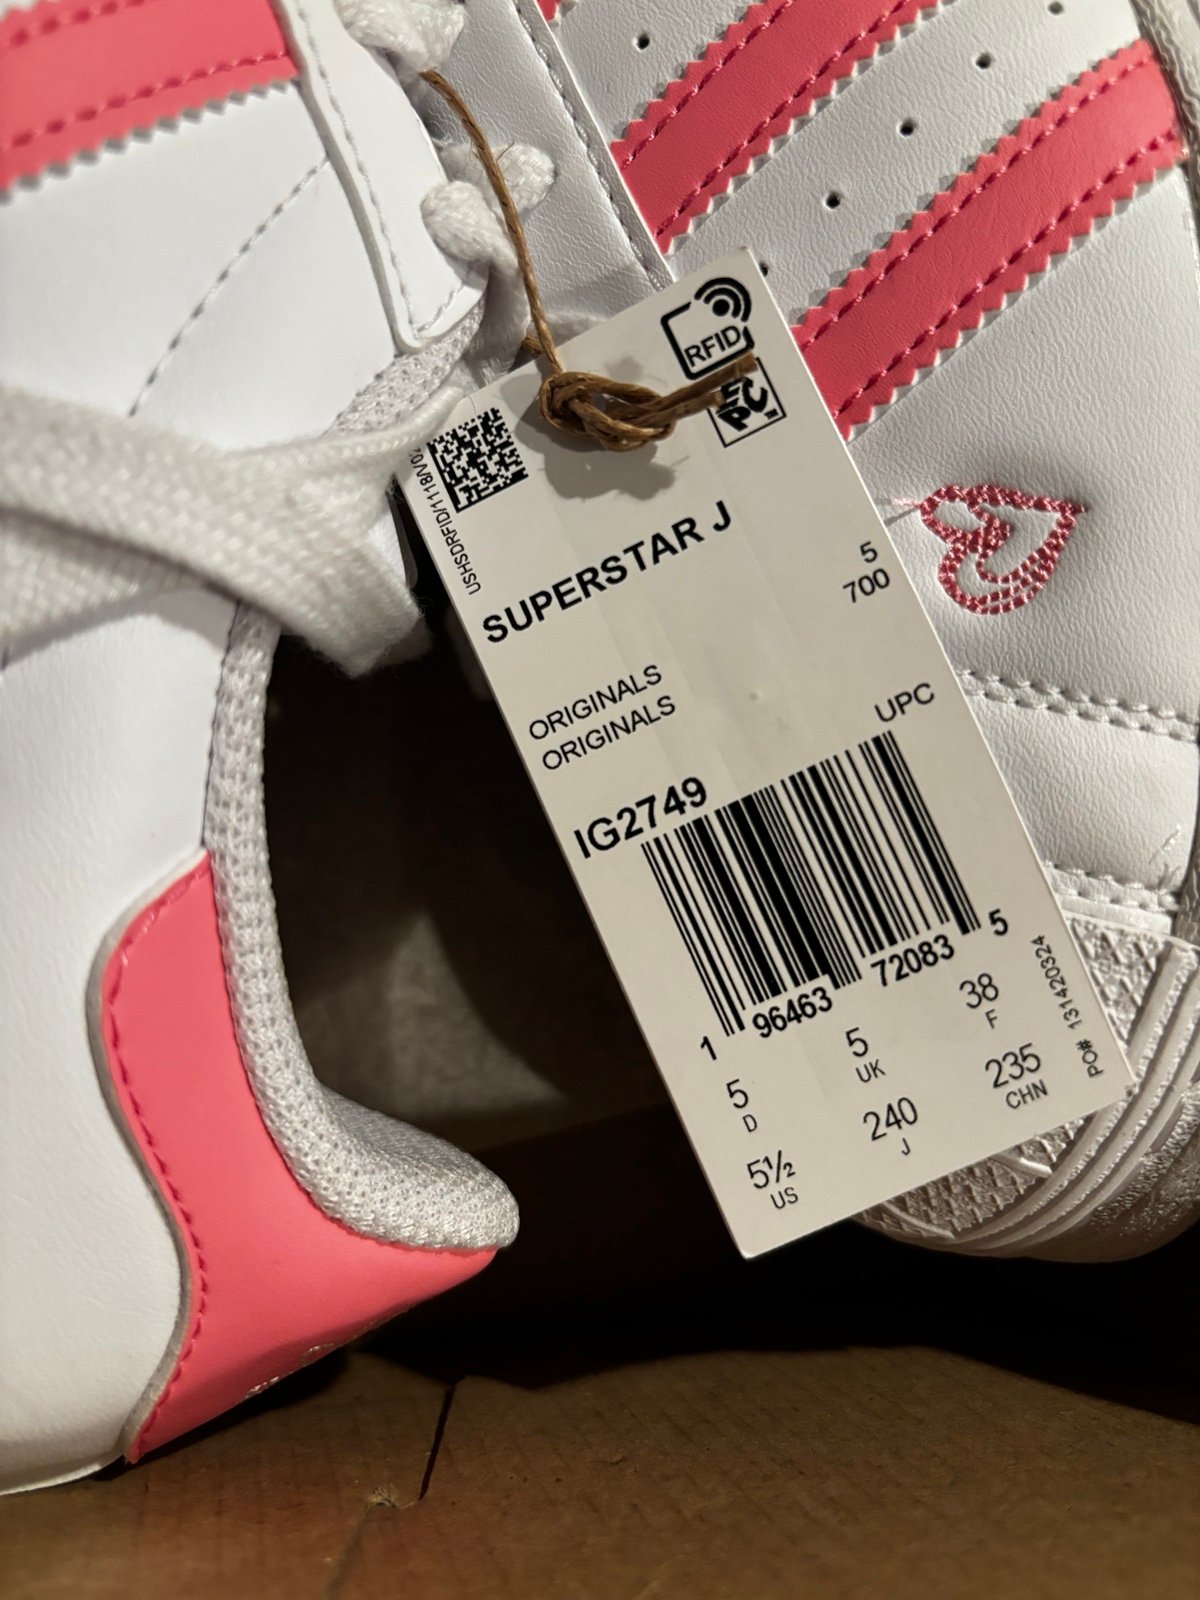 RFID
EPC
USHSDRFID/1118/V02
SUPERSTAR J
5
700
ORIGINALS
ORIGINALS
UPC
IG2749
1 96463 72083 5
5 D
5 UK
38 F
5½ US
240 J
235 CHN
PO# 131420324